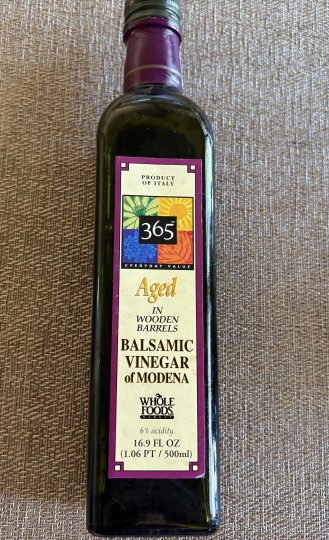 PRODUCT
OF ITALY
365
EVERYDAY VALUE
Aged
IN
WOODEN
BARRELS
BALSAMIC
VINEGAR
of MODENA
WHOLE
FOODS
MARKET
6% acidity
16.9 FL OZ
(1.06 PT / 500ml)